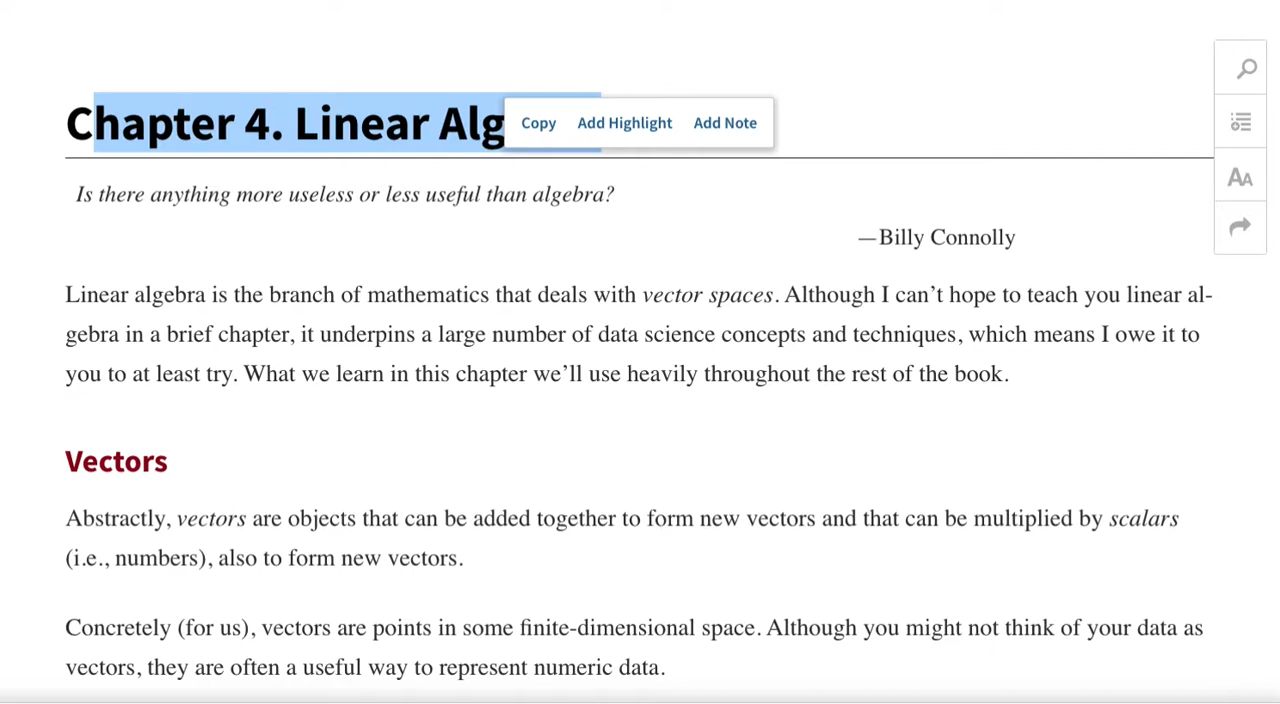 Chapter 4. Linear Alg
Copy Add Highlight Add Note
Is there anything more useless or less useful than algebra?
—Billy Connolly
Linear algebra is the branch of mathematics that deals with vector spaces. Although I can’t hope to teach you linear al-
gebra in a brief chapter, it underpins a large number of data science concepts and techniques, which means I owe it to
you to at least try. What we learn in this chapter we’ll use heavily throughout the rest of the book.
Vectors
Abstractly, vectors are objects that can be added together to form new vectors and that can be multiplied by scalars
(i.e., numbers), also to form new vectors.
Concretely (for us), vectors are points in some finite-dimensional space. Although you might not think of your data as
vectors, they are often a useful way to represent numeric data.
AA